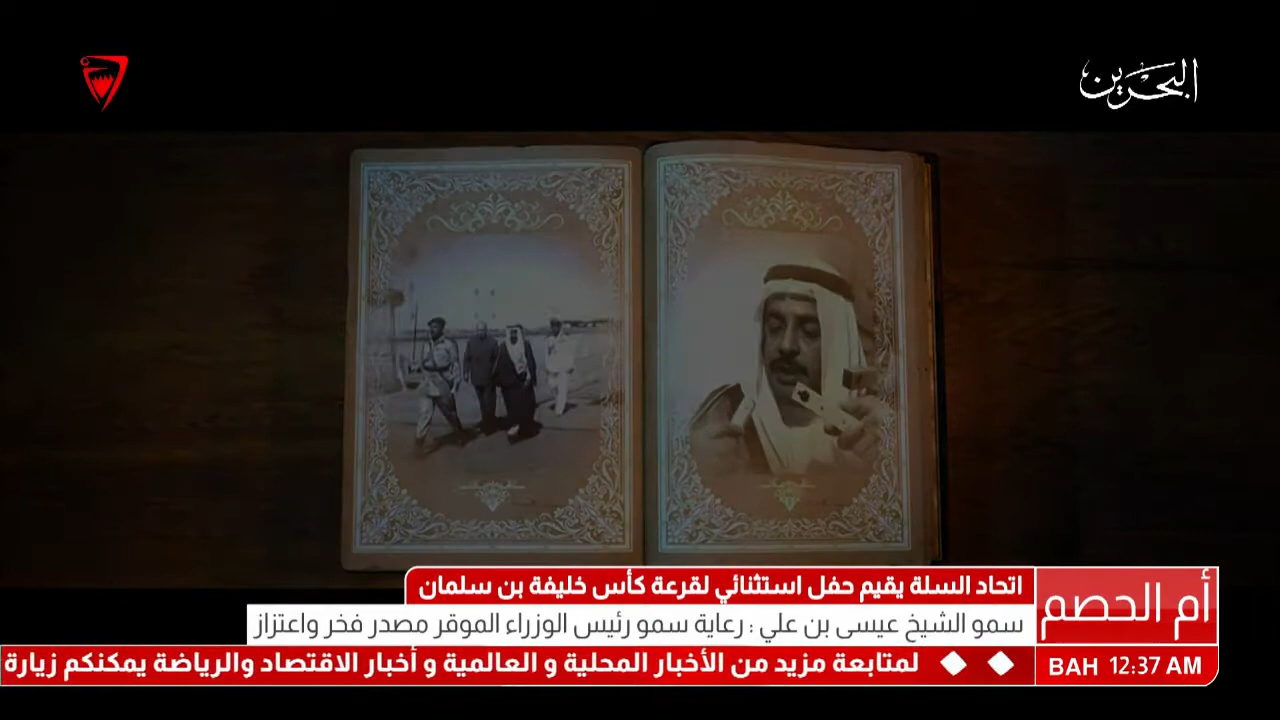 البحرين
اتحاد السلة يقيم حفل استثنائي لقرعة كأس خليفة بن سلمان
أم الحصم
سمو الشيخ عيسى بن علي : رعاية سمو رئيس الوزراء الموقر مصدر فخر واعتزاز
لمتابعة مزيد من الأخبار المحلية و العالمية و أخبار الاقتصاد والرياضة يمكنكم زيارة
BAH 12:37 AM